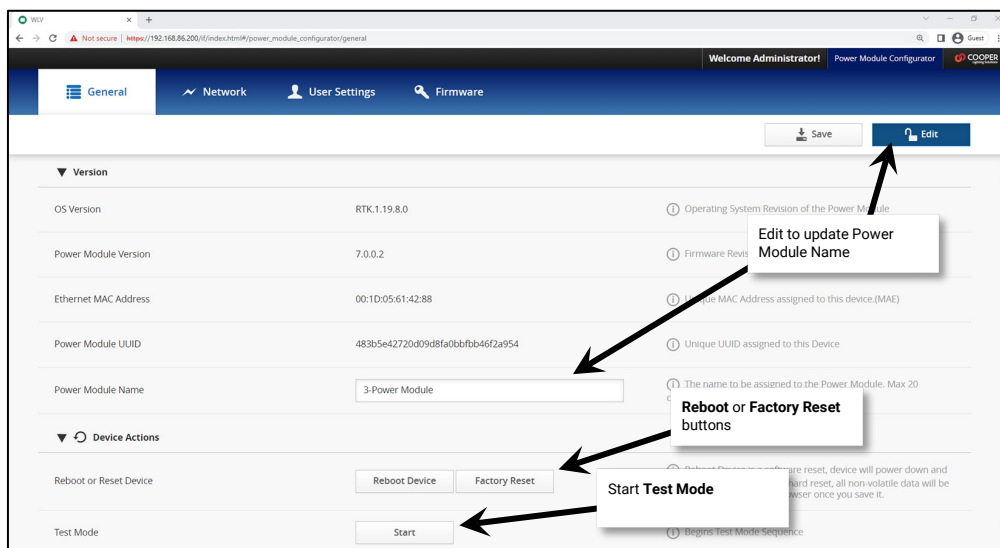 WLV
Not secure | https://192.168.86.200/if/index.html#/power_module_configurator/general
Guest
Welcome Administrator!
Power Module Configurator
COOPER
Lighting Solutions
General
Network
User Settings
Firmware
Save
Edit
Version
OS Version
RTK.1.19.8.0
Operating System Revision of the Power Module
Edit to update Power
Module Name
Power Module Version
7.0.0.2
Firmware Revis
Ethernet MAC Address
00:1D:05:61:42:88
Unique MAC Address assigned to this device.(MAE)
Power Module UUID
483b5e42720d09d8fa0bbfbb46f2a954
Unique UUID assigned to this Device
Power Module Name
3-Power Module
The name to be assigned to the Power Module. Max 20
Reboot or Factory Reset
buttons
Device Actions
Reboot or Reset Device
Reboot Device
Factory Reset
reset, device will power down and
hard reset, all non-volatile data will be
once you save it.
Start Test Mode
Test Mode
Start
Begins Test Mode Sequence